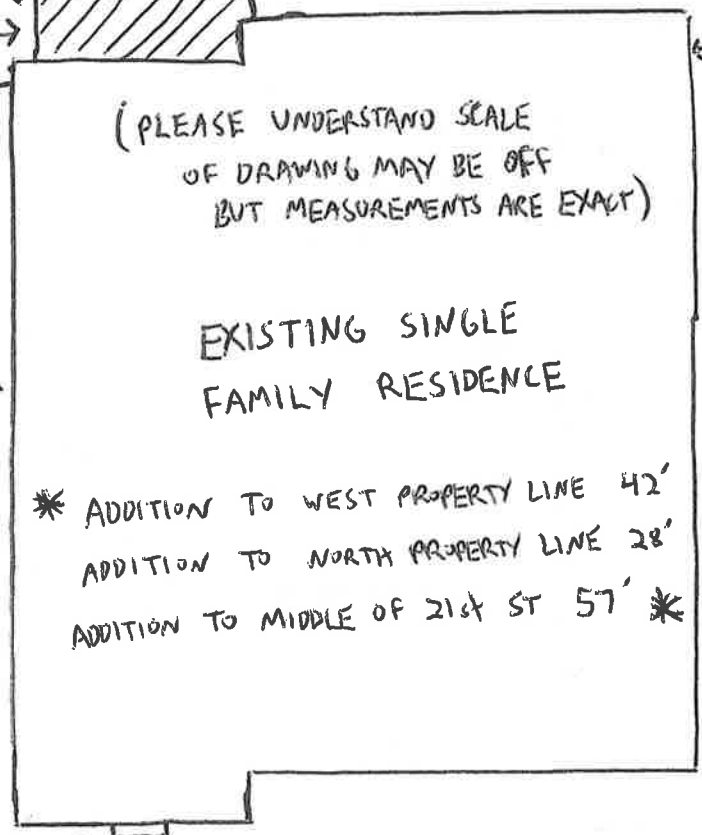 (PLEASE UNDERSTAND SCALE
OF DRAWING MAY BE OFF
BUT MEASUREMENTS ARE EXACT)
EXISTING SINGLE
FAMILY RESIDENCE
* ADDITION TO WEST PROPERTY LINE 42'
ADDITION TO NORTH PROPERTY LINE 28'
ADDITION TO MIDDLE OF 21st ST 57' *